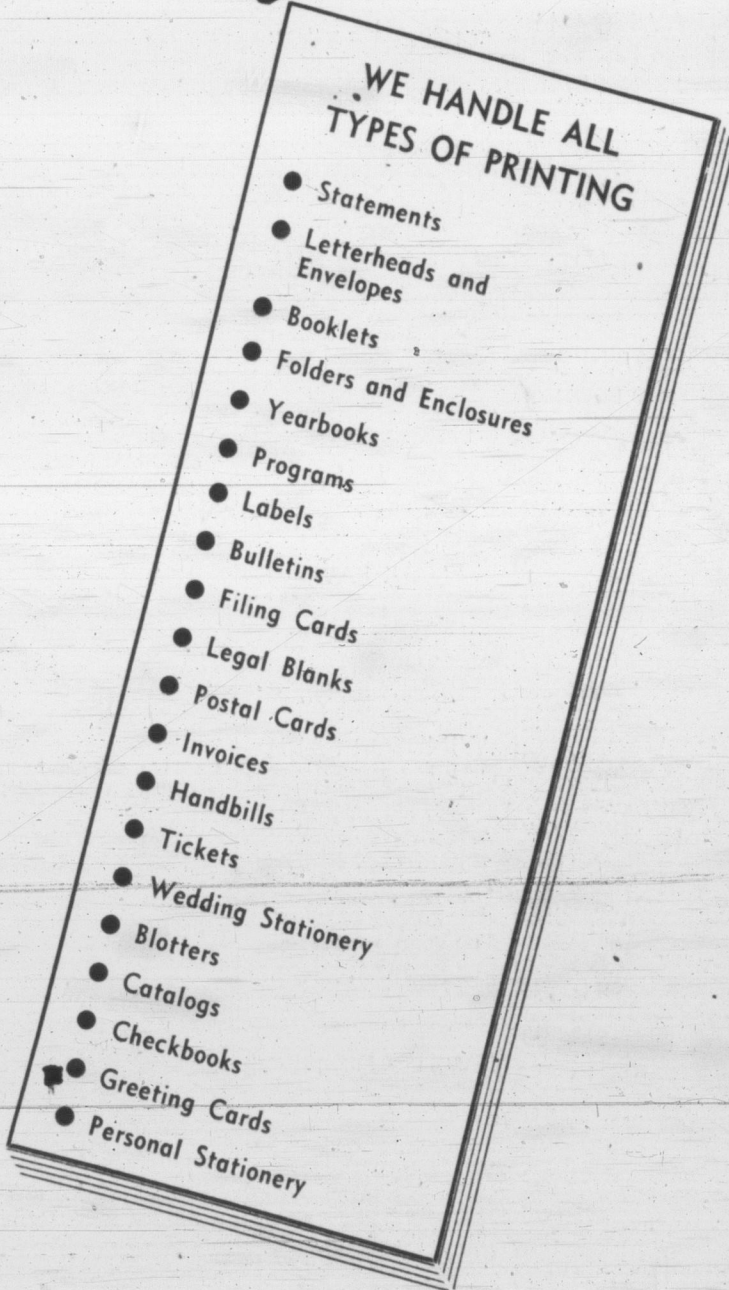 WE HANDLE ALL
TYPES OF PRINTING
● Statements
● Letterheads and
Envelopes
● Booklets
● Folders and Enclosures
● Yearbooks
● Programs
● Labels
● Bulletins
● Filing Cards
● Legal Blanks
● Postal Cards
● Invoices
● Handbills
● Tickets
● Wedding Stationery
● Blotters
● Catalogs
● Checkbooks
● Greeting Cards
● Personal Stationery